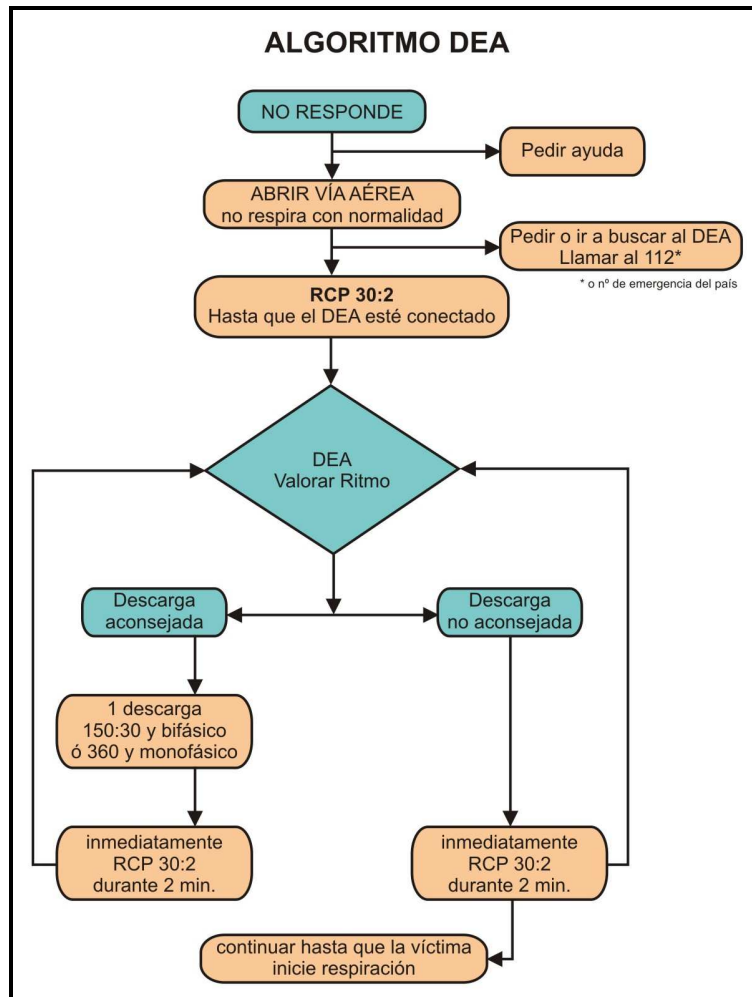 ALGORITMO DEA
NO RESPONDE
Pedir ayuda
ABRIR VÍA AÉREA
no respira con normalidad
Pedir o ir a buscar al DEA
Llamar al 112*
* o nº de emergencia del país
RCP 30:2
Hasta que el DEA esté conectado
DEA
Valorar Ritmo
Descarga
aconsejada
Descarga
no aconsejada
1 descarga
150:30 y bifásico
ó 360 y monofásico
inmediatamente
RCP 30:2
durante 2 min.
inmediatamente
RCP 30:2
durante 2 min.
continuar hasta que la víctima
inicie respiración